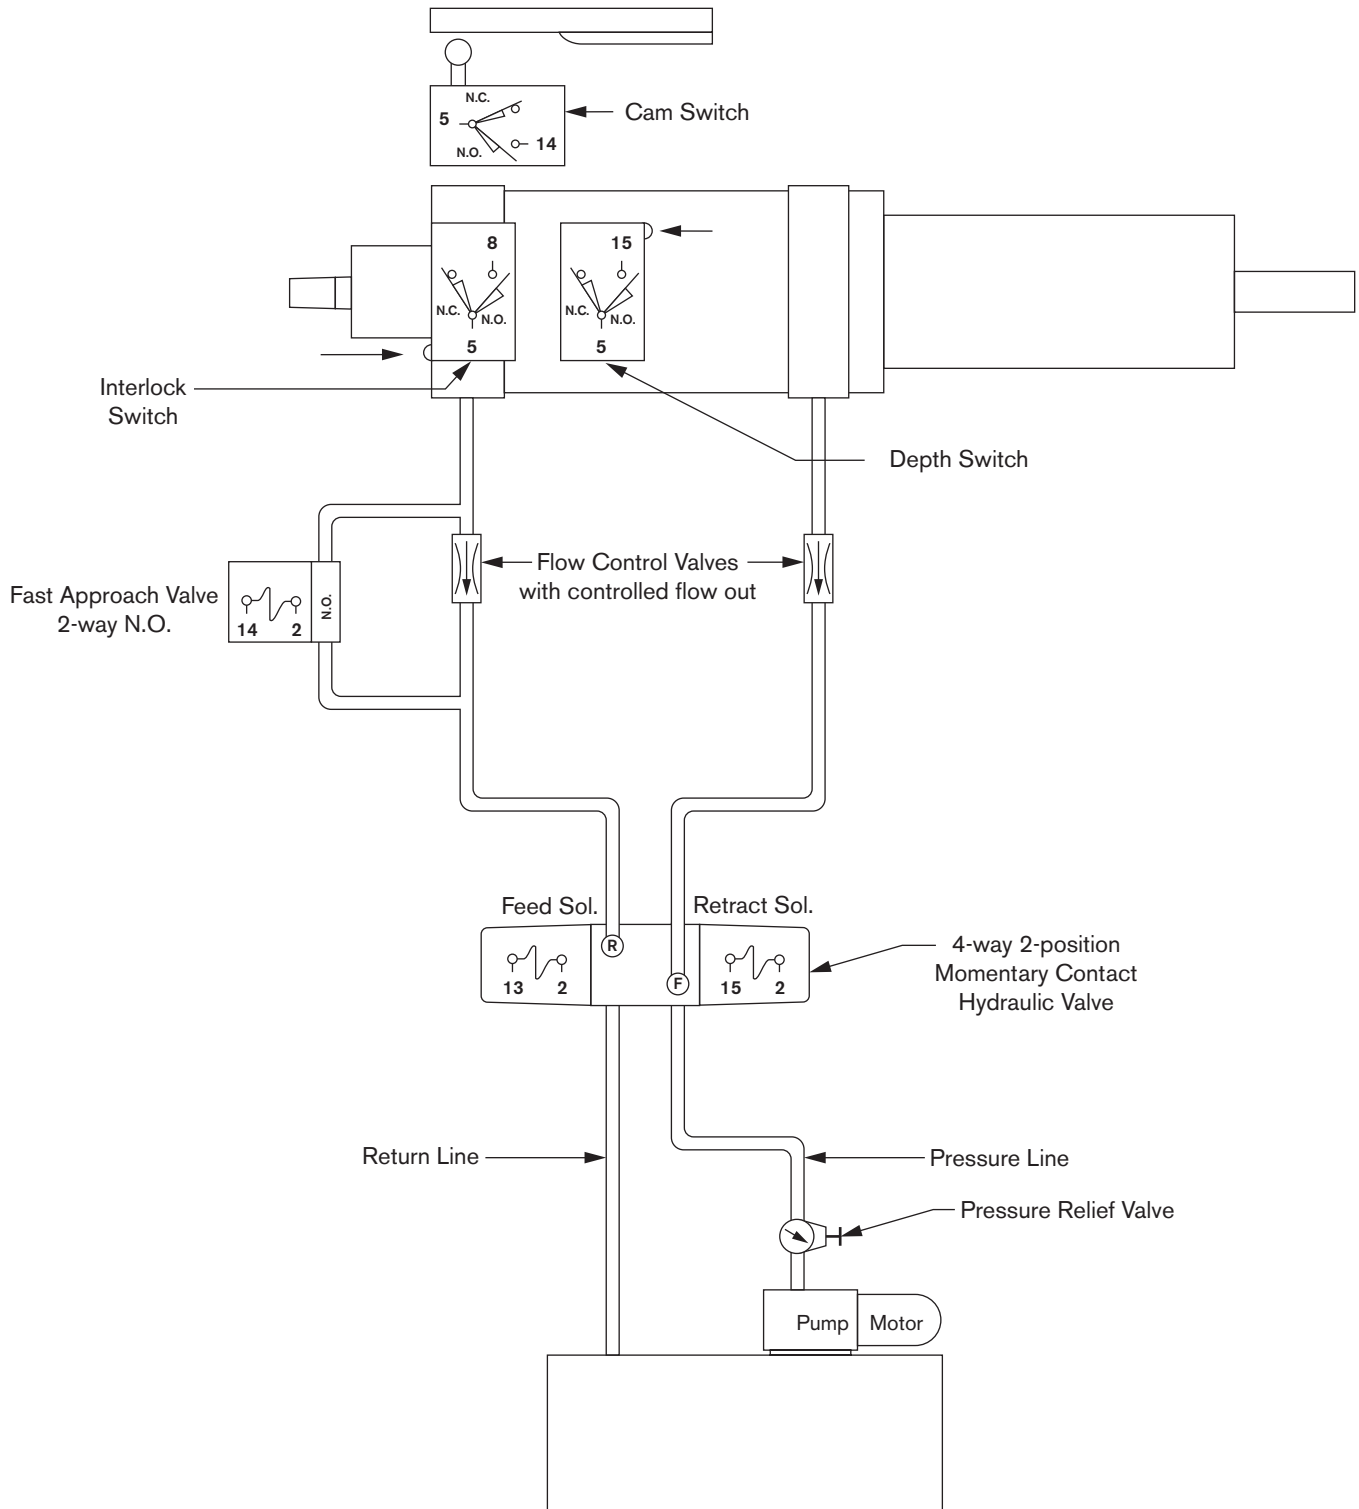 N.C.
5
N.O.
14
Cam Switch
8
N.C.
N.O.
5
15
N.C.
N.O.
5
Interlock
Switch
Depth Switch
Fast Approach Valve
2-way N.O.
14 2
N.O.
Flow Control Valves
with controlled flow out
Feed Sol.
Retract Sol.
R
13 2
F
15 2
4-way 2-position
Momentary Contact
Hydraulic Valve
Return Line
Pressure Line
Pressure Relief Valve
Pump
Motor